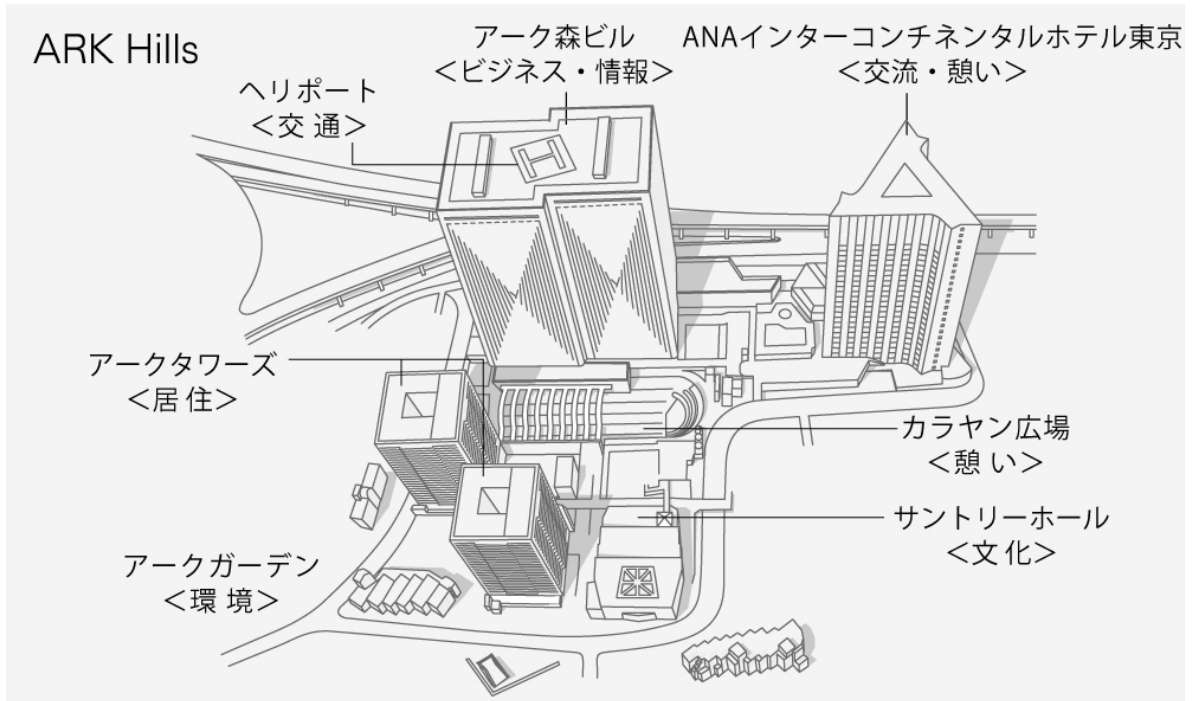 ARK Hills
アーク森ビル
＜ビジネス・情報＞
ANAインターコンチネンタルホテル東京
＜交流・憩い＞
ヘリポート
＜交 通＞
アークタワーズ
＜居 住＞
カラヤン広場
＜憩 い＞
サントリーホール
＜文 化＞
アークガーデン
＜環 境＞
H